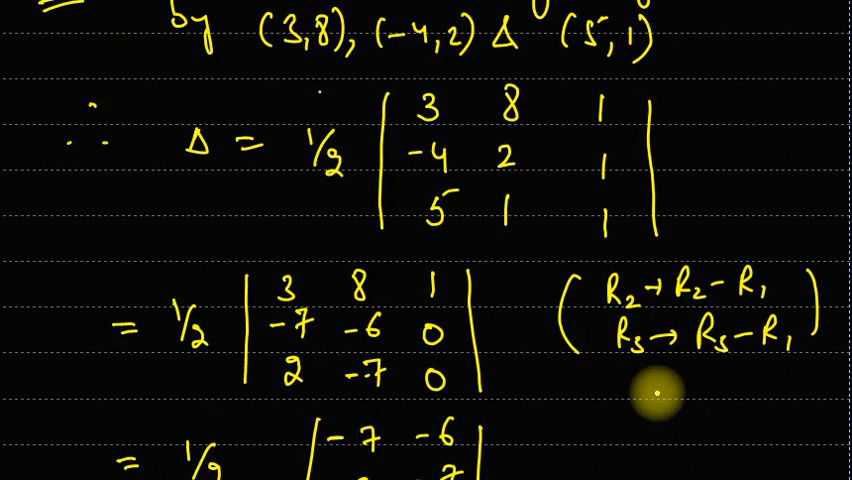 by (3,8), (-4,2) Δ (5,1)
∴ Δ = 1/2 | 3 8 1 |
| -4 2 1 |
| 5 1 1 |
= 1/2 | 3 8 1 | ( R2 → R2 - R1
| -7 -6 0 | R3 → R3 - R1 )
| 2 -7 0 |
= 1/2 | -7 -6 |